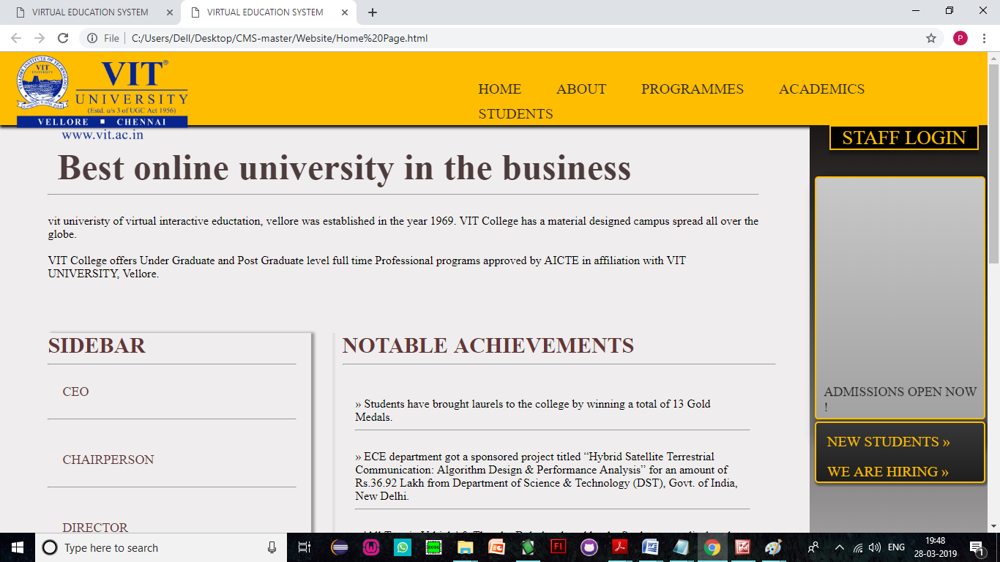 VIRTUAL EDUCATION SYSTEM
VIRTUAL EDUCATION SYSTEM
File
C:/Users/Dell/Desktop/CMS-master/Website/Home%20Page.html
P
VELLORE INSTITUTE OF TECHNOLOGY
VIT
UNIVERSITY
VIT®
UNIVERSITY
(Estd. u/s 3 of UGC Act 1956)
VELLORE ▪ CHENNAI
www.vit.ac.in
HOME ABOUT PROGRAMMES ACADEMICS
STUDENTS
STAFF LOGIN
Best online university in the business
vit univeristy of virtual interactive eductation, vellore was established in the year 1969. VIT College has a material designed campus spread all over the
globe.
VIT College offers Under Graduate and Post Graduate level full time Professional programs approved by AICTE in affiliation with VIT
UNIVERSITY, Vellore.
SIDEBAR
CEO
CHAIRPERSON
DIRECTOR
NOTABLE ACHIEVEMENTS
» Students have brought laurels to the college by winning a total of 13 Gold
Medals.
» ECE department got a sponsored project titled “Hybrid Satellite Terrestrial
Communication: Algorithm Design & Performance Analysis” for an amount of
Rs.36.92 Lakh from Department of Science & Technology (DST), Govt. of India,
New Delhi.
ADMISSIONS OPEN NOW
!
NEW STUDENTS »
WE ARE HIRING »
Type here to search
ENG
19:48
28-03-2019
1